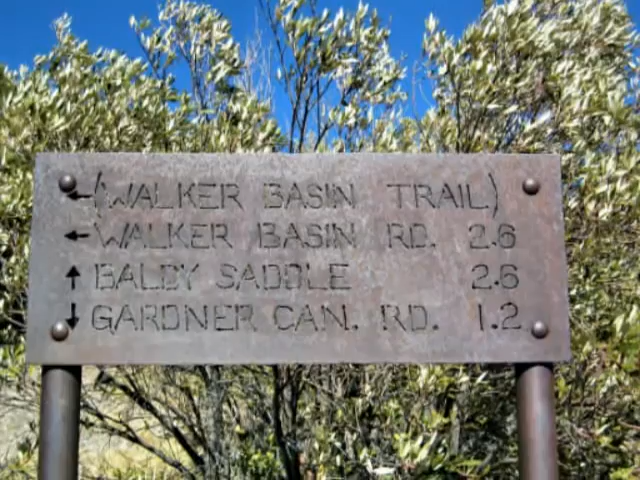 ←(WALKER BASIN TRAIL)
←WALKER BASIN RD. 2.6
↑ BALDY SADDLE 2.6
↓ GARDNER CAN. RD. 1.2